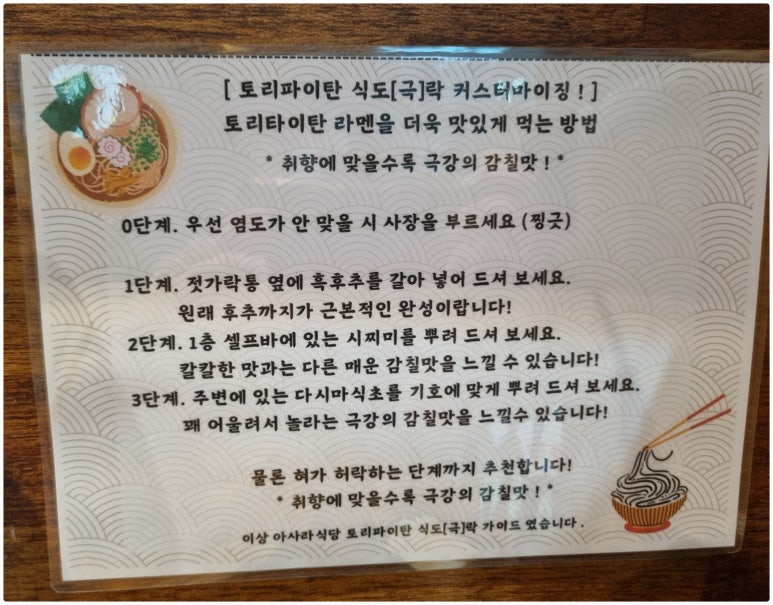 [ 토리파이탄 식도[극]락 커스터마이징 ! ]
토리타이탄 라멘을 더욱 맛있게 먹는 방법
* 취향에 맞을수록 극강의 감칠맛 ! *
0단계. 우선 염도가 안 맞을 시 사장을 부르세요 (찡긋)
1단계. 젓가락통 옆에 흑후추를 갈아 넣어 드셔 보세요.
원래 후추까지가 근본적인 완성이랍니다!
2단계. 1층 셀프바에 있는 시찌미를 뿌려 드셔 보세요.
칼칼한 맛과는 다른 매운 감칠맛을 느낄 수 있습니다!
3단계. 주변에 있는 다시마식초를 기호에 맞게 뿌려 드셔 보세요.
꽤 어울려서 놀라는 극강의 감칠맛을 느낄수 있습니다!
물론 혀가 허락하는 단계까지 추천합니다!
* 취향에 맞을수록 극강의 감칠맛 ! *
이상 아사라식당 토리파이탄 식도[극]락 가이드 였습니다 .